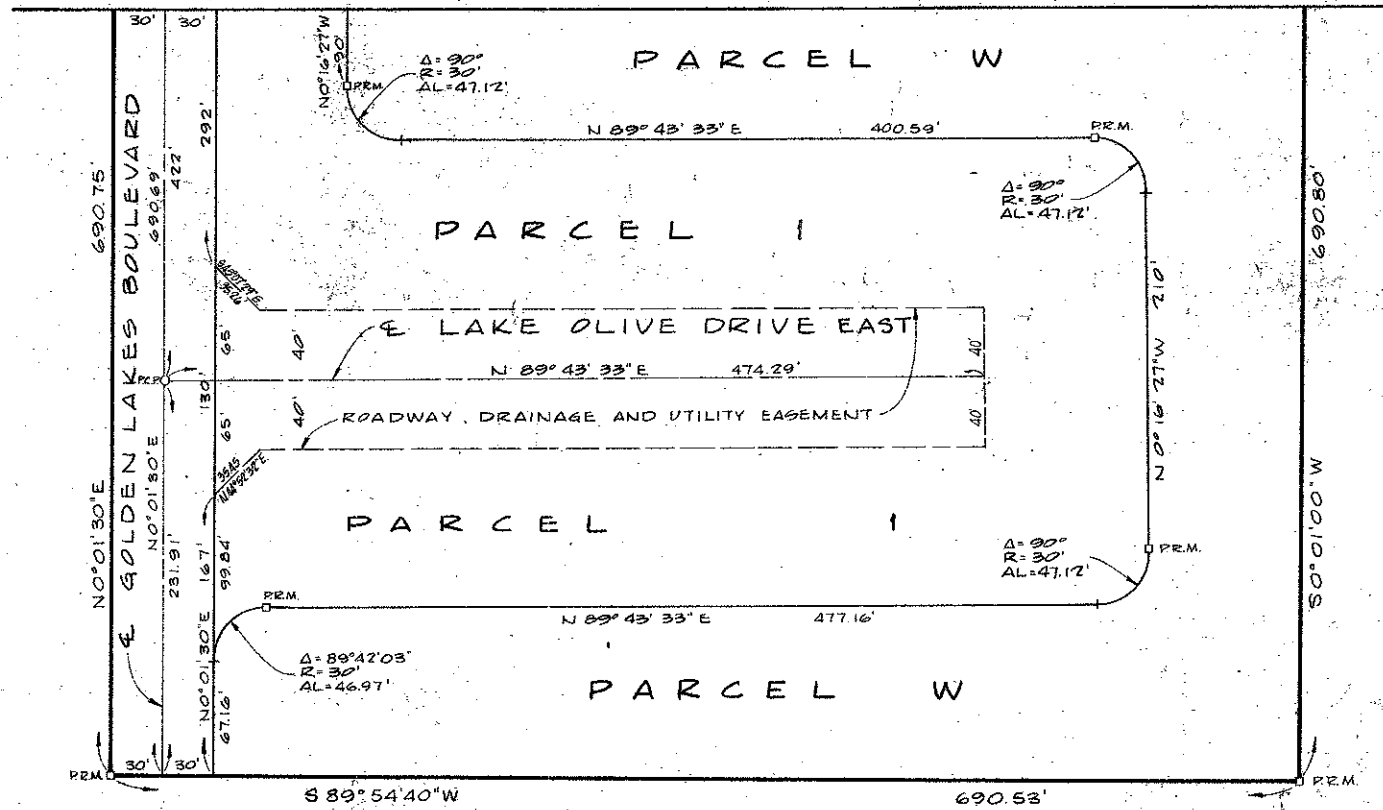 30' 30'
N 0° 16' 27" W
90'
P.R.M.
Δ= 90°
R= 30'
AL=47.12'
PARCEL W
N 89° 43' 33" E 400.59'
P.R.M.
Δ= 90°
R= 30'
AL=47.12'
690.75'
N 0° 01' 30" E
℄ GOLDEN LAKES BOULEVARD
690.69'
422'
292'
690.80'
S 0° 01' 00" W
PARCEL 1
65'
40'
℄ LAKE OLIVE DRIVE EAST
40'
P.C.P.
130'
N 89° 43' 33" E 474.29'
N 0° 16' 27" W 210'
65'
40'
ROADWAY, DRAINAGE AND UTILITY EASEMENT
40'
35.45
N 0° 01' 30" E
231.91'
PARCEL 1
N 0° 01' 30" E 167'
99.84'
67.16'
Δ= 90°
R= 30'
AL=47.12'
P.R.M.
P.R.M.
N 89° 43' 33" E 477.16'
Δ= 89°42'03"
R= 30'
AL=46.97'
PARCEL W
P.R.M.
30' 30'
S 89° 54' 40" W 690.53'
P.R.M.